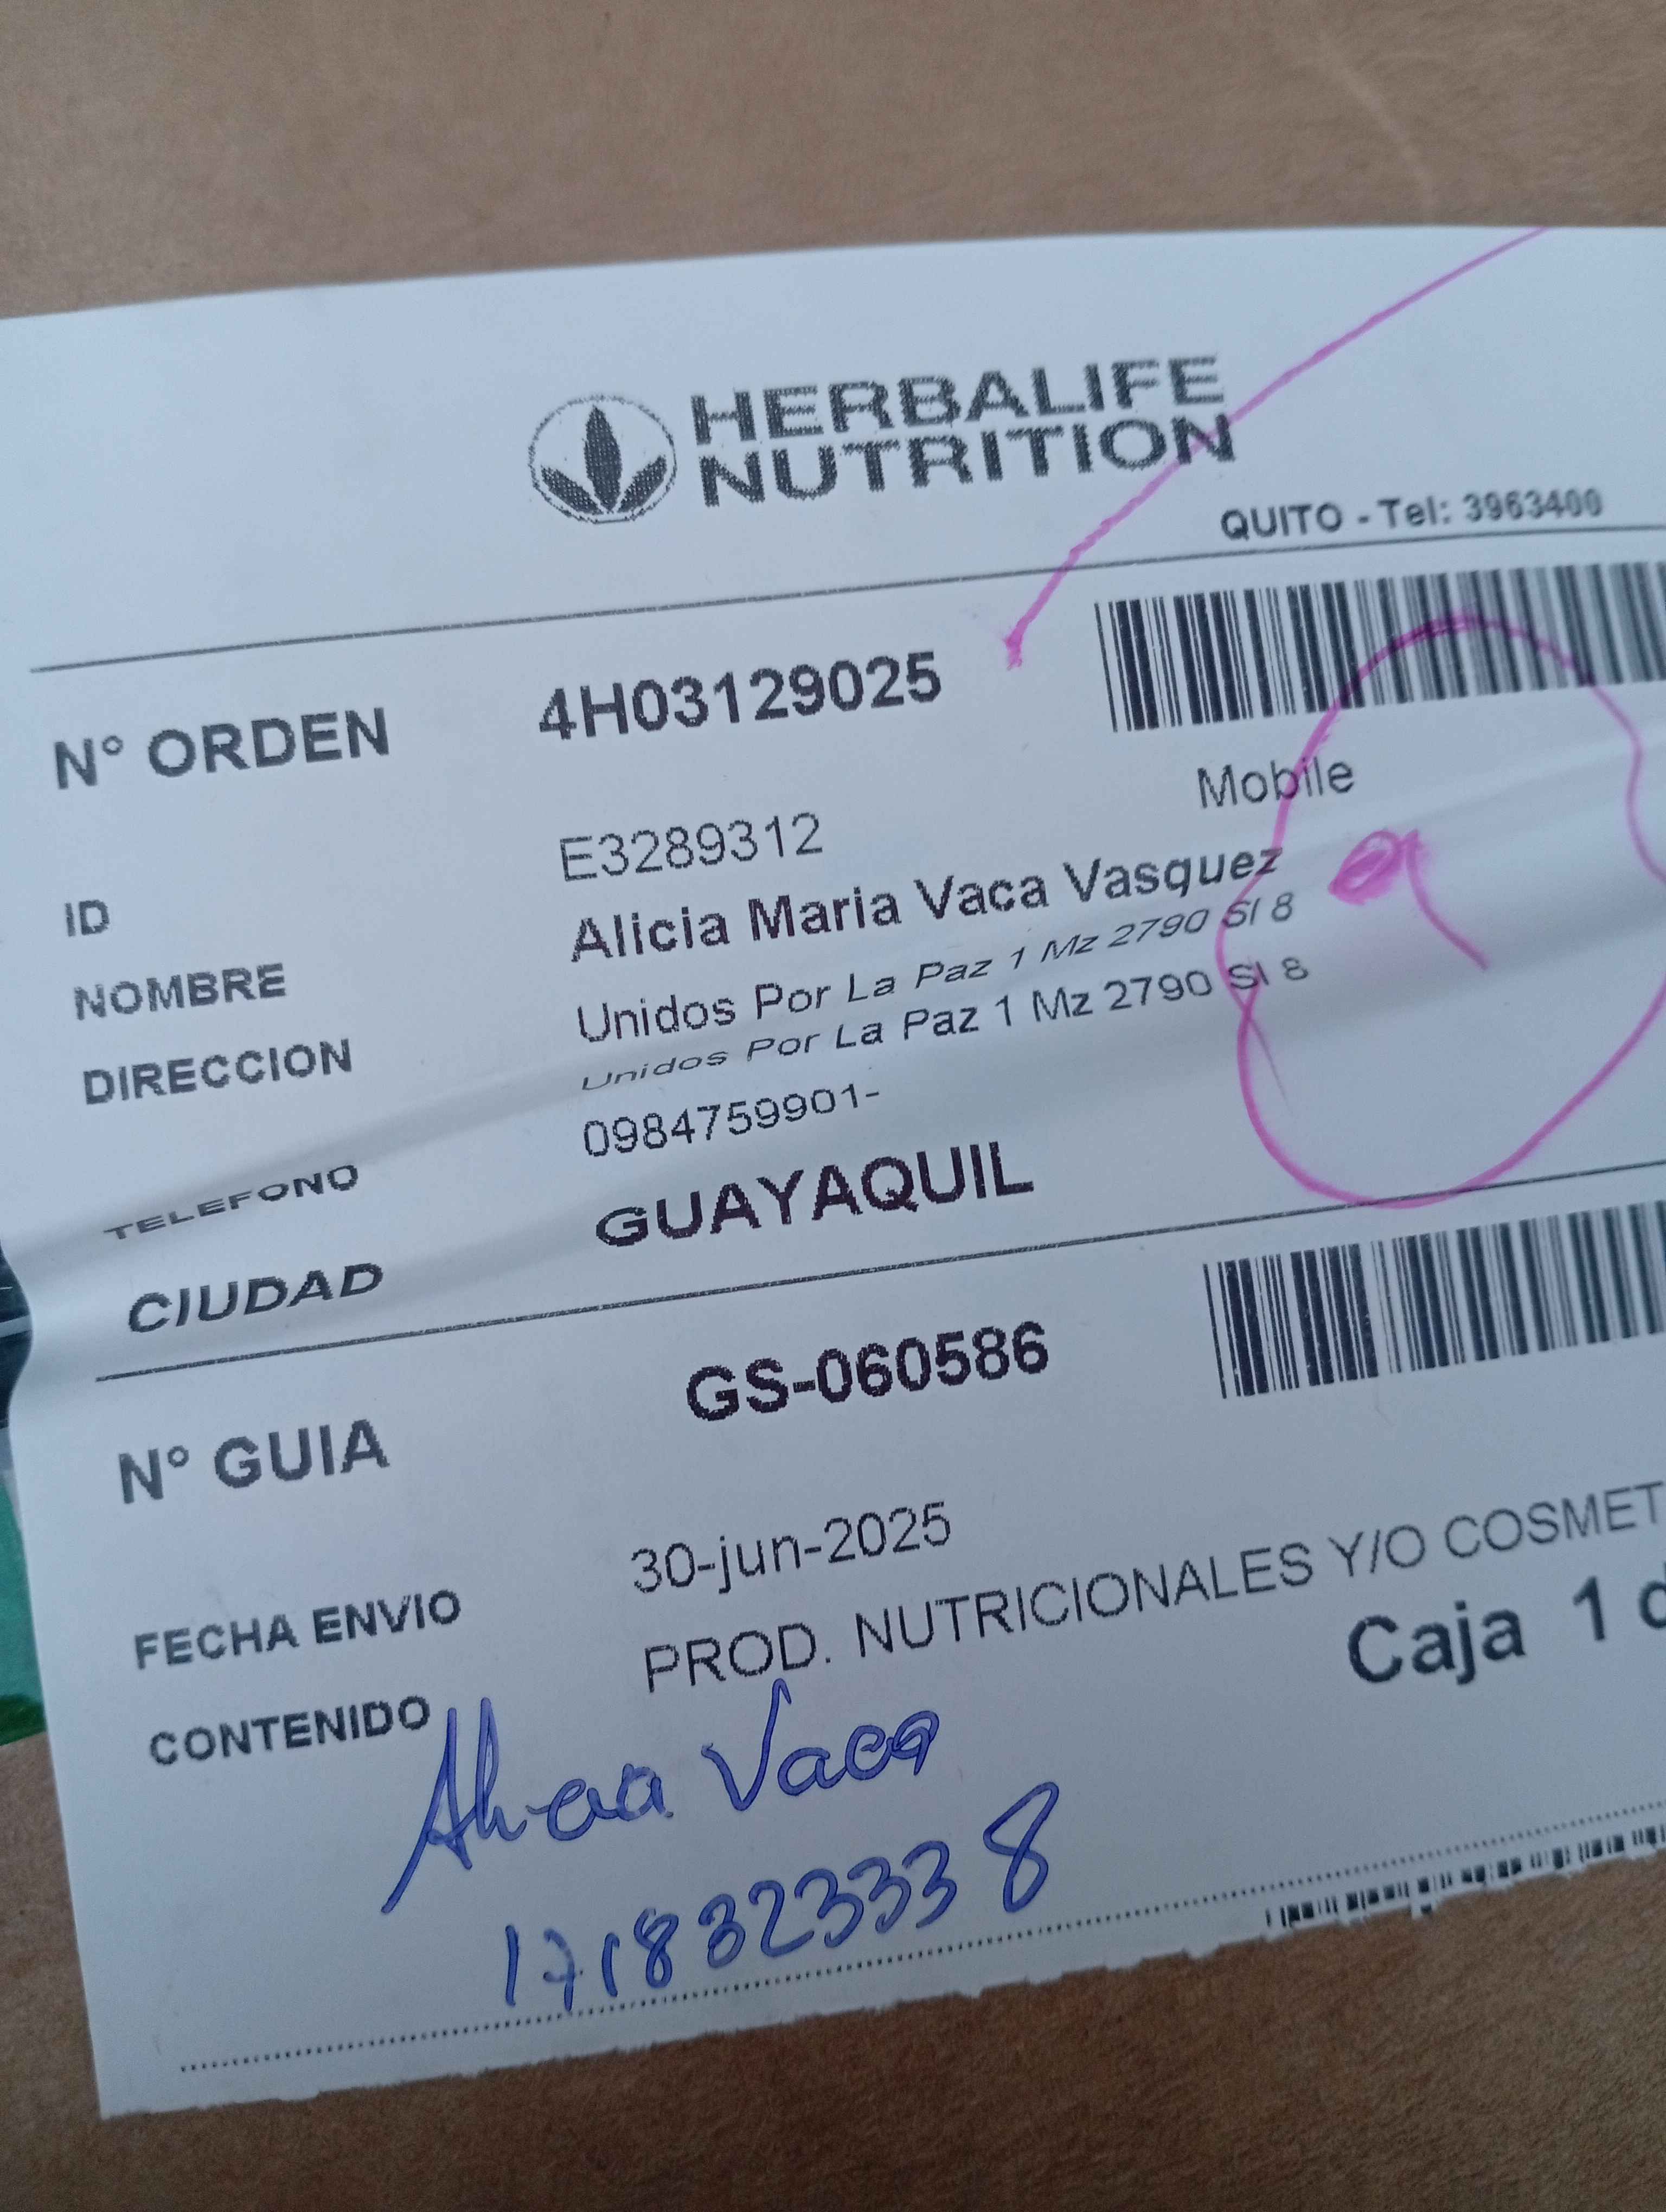 HERBALIFE
NUTRITION
QUITO - Tel: 3963400
N° ORDEN 4H03129025
Mobile
ID E3289312
NOMBRE Alicia Maria Vaca Vasquez
DIRECCION Unidos Por La Paz 1 Mz 2790 Sl 8
Unidos Por La Paz 1 Mz 2790 Sl 8
TELEFONO 0984759901-
CIUDAD GUAYAQUIL
N° GUIA GS-060586
FECHA ENVIO 30-jun-2025
CONTENIDO PROD. NUTRICIONALES Y/O COSMET
Caja 1 d
Alicia Vaca
1718323338